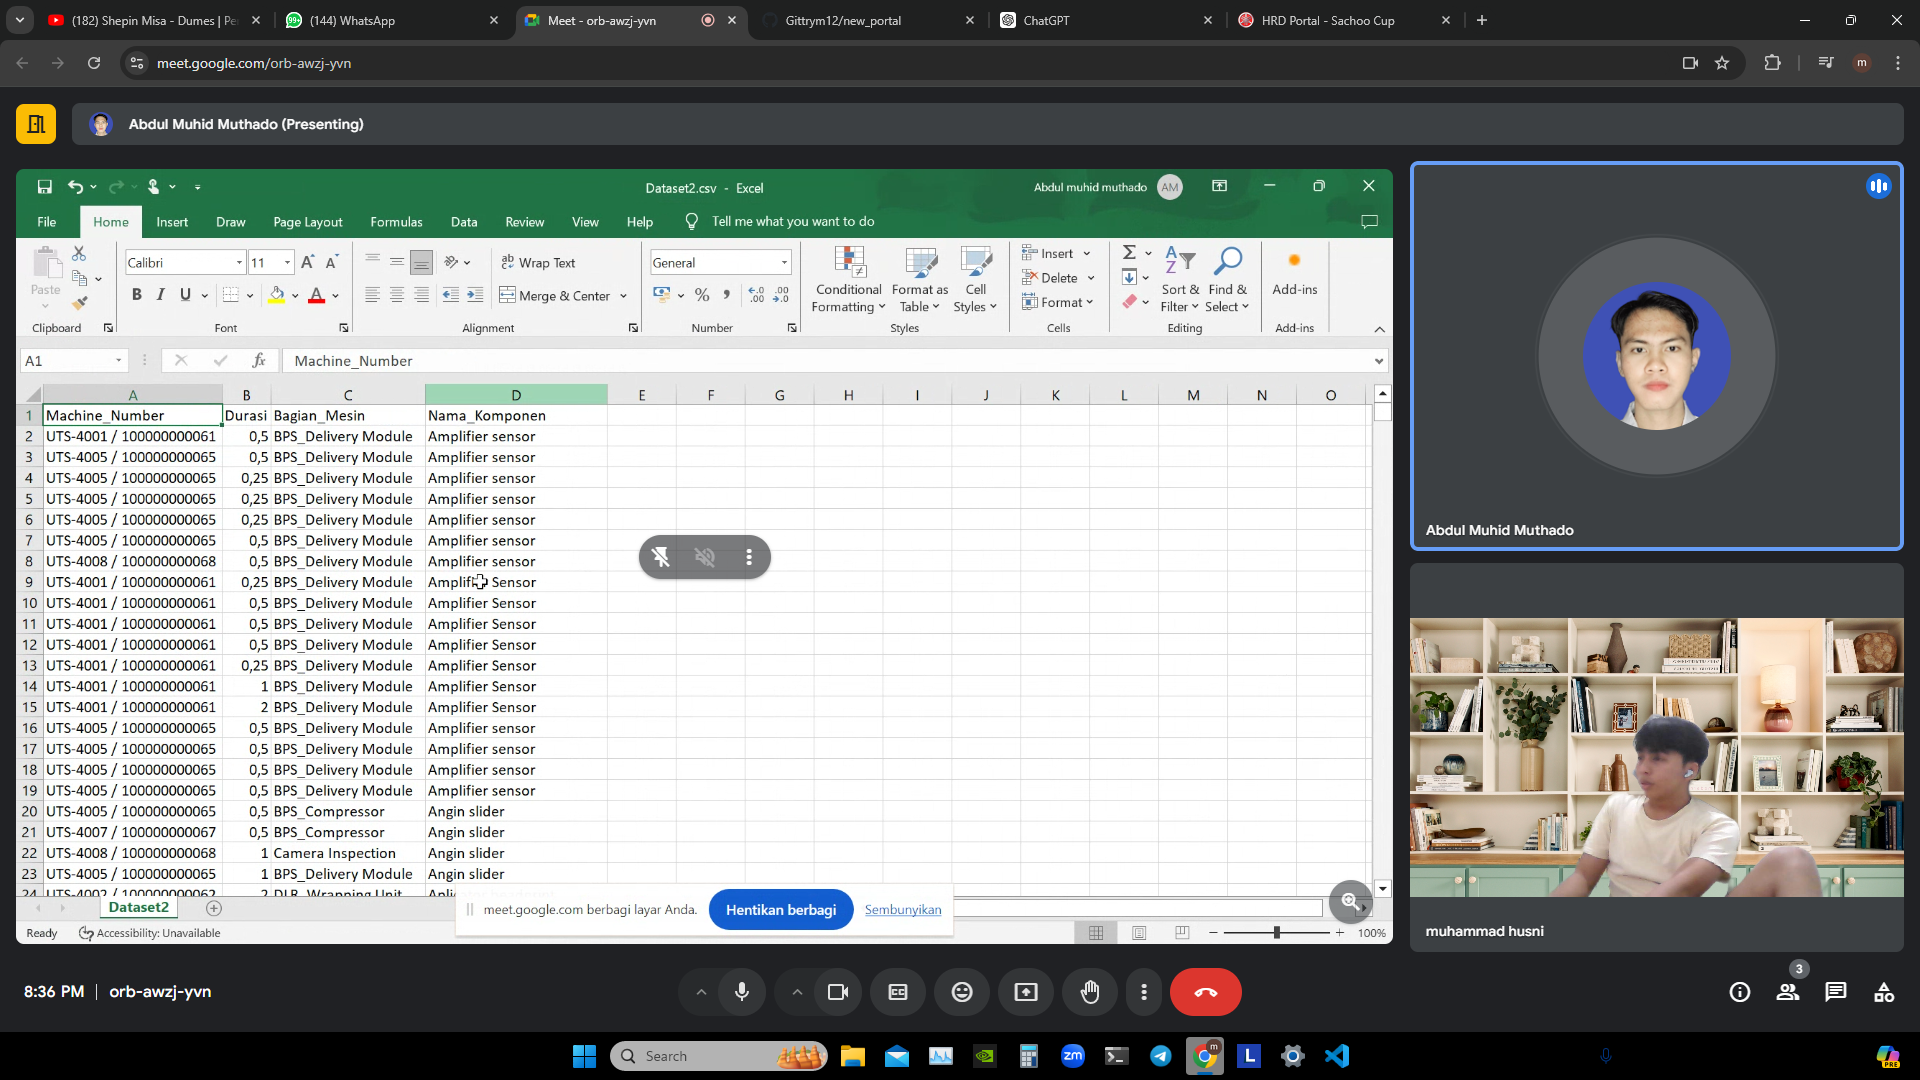 (182) Shepin Misa - Dumes | Pe
(144) WhatsApp
Meet - orb-awzj-yvn
Gittrym12/new_portal
ChatGPT
HRD Portal - Sachoo Cup
meet.google.com/orb-awzj-yvn
m
Abdul Muhid Muthado (Presenting)
Dataset2.csv - Excel
Abdul muhid muthado AM
File Home Insert Draw Page Layout Formulas Data Review View Help Tell me what you want to do
Paste
Calibri 11
Wrap Text
Merge & Center
General
Conditional Formatting
Format as Table
Cell Styles
Insert
Delete
Format
Sort & Filter
Find & Select
Add-ins
Clipboard Font Alignment Number Styles Cells Editing Add-ins
A1 fx Machine_Number
A B C D E F G H I J K L M N O
1 Machine_Number Durasi Bagian_Mesin Nama_Komponen
2 UTS-4001 / 100000000061 0,5 BPS_Delivery Module Amplifier sensor
3 UTS-4005 / 100000000065 0,5 BPS_Delivery Module Amplifier sensor
4 UTS-4005 / 100000000065 0,25 BPS_Delivery Module Amplifier sensor
5 UTS-4005 / 100000000065 0,25 BPS_Delivery Module Amplifier sensor
6 UTS-4005 / 100000000065 0,25 BPS_Delivery Module Amplifier sensor
7 UTS-4005 / 100000000065 0,5 BPS_Delivery Module Amplifier sensor
8 UTS-4008 / 100000000068 0,5 BPS_Delivery Module Amplifier sensor
9 UTS-4001 / 100000000061 0,25 BPS_Delivery Module Amplifier Sensor
10 UTS-4001 / 100000000061 0,5 BPS_Delivery Module Amplifier Sensor
11 UTS-4001 / 100000000061 0,5 BPS_Delivery Module Amplifier Sensor
12 UTS-4001 / 100000000061 0,5 BPS_Delivery Module Amplifier Sensor
13 UTS-4001 / 100000000061 0,25 BPS_Delivery Module Amplifier Sensor
14 UTS-4001 / 100000000061 1 BPS_Delivery Module Amplifier Sensor
15 UTS-4001 / 100000000061 2 BPS_Delivery Module Amplifier Sensor
16 UTS-4005 / 100000000065 0,5 BPS_Delivery Module Amplifier sensor
17 UTS-4005 / 100000000065 0,5 BPS_Delivery Module Amplifier sensor
18 UTS-4005 / 100000000065 0,5 BPS_Delivery Module Amplifier sensor
19 UTS-4005 / 100000000065 0,5 BPS_Delivery Module Amplifier sensor
20 UTS-4005 / 100000000065 0,5 BPS_Compressor Angin slider
21 UTS-4007 / 100000000067 0,5 BPS_Compressor Angin slider
22 UTS-4008 / 100000000068 1 Camera Inspection Angin slider
23 UTS-4005 / 100000000065 1 BPS_Delivery Module Angin slider
24 UTS-4002 / 100000000062 2 DLR_Wrapping Unit
Dataset2
meet.google.com berbagi layar Anda. Hentikan berbagi Sembunyikan
Ready Accessibility: Unavailable 100%
Abdul Muhid Muthado
muhammad husni
8:36 PM | orb-awzj-yvn
3
Search
zm
L
m
PRE